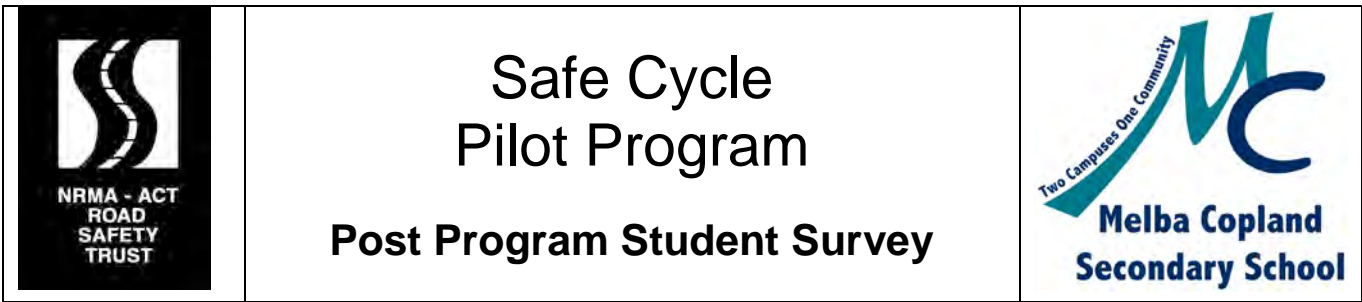 NRMA - ACT
ROAD
SAFETY
TRUST
Safe Cycle
Pilot Program
Post Program Student Survey
Two Campuses One Community
MC
Melba Copland
Secondary School